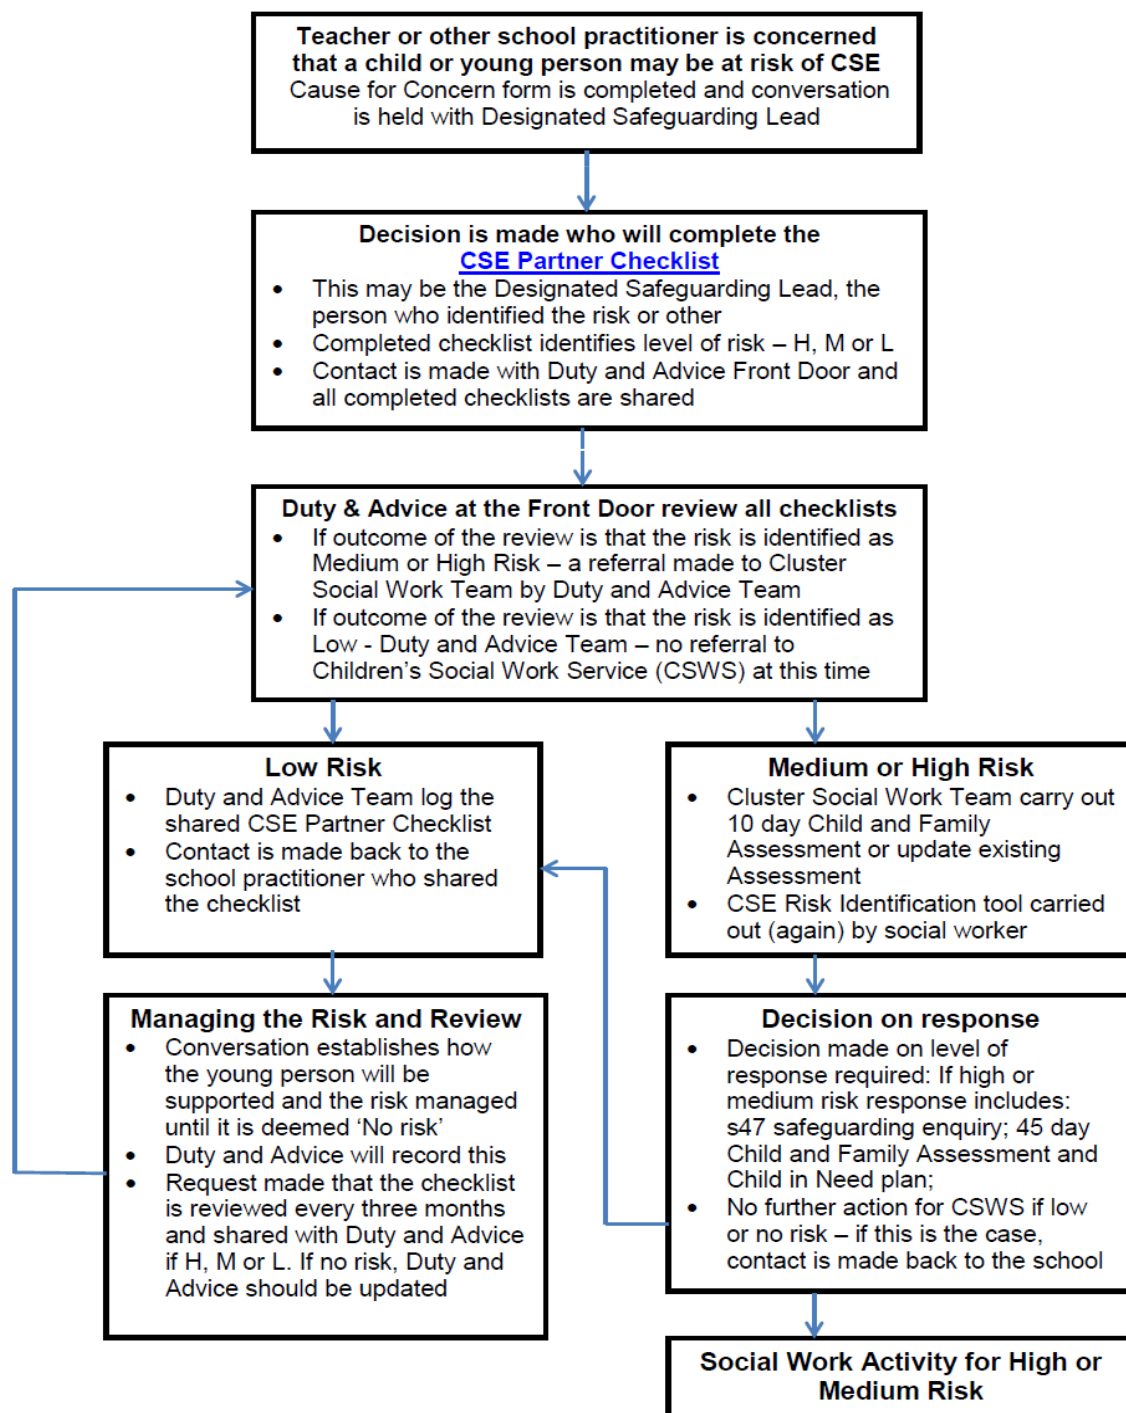 Teacher or other school practitioner is concerned
that a child or young person may be at risk of CSE
Cause for Concern form is completed and conversation
is held with Designated Safeguarding Lead
Decision is made who will complete the
CSE Partner Checklist
• This may be the Designated Safeguarding Lead, the
person who identified the risk or other
• Completed checklist identifies level of risk – H, M or L
• Contact is made with Duty and Advice Front Door and
all completed checklists are shared
Duty & Advice at the Front Door review all checklists
• If outcome of the review is that the risk is identified as
Medium or High Risk – a referral made to Cluster
Social Work Team by Duty and Advice Team
• If outcome of the review is that the risk is identified as
Low - Duty and Advice Team – no referral to
Children's Social Work Service (CSWS) at this time
Low Risk
• Duty and Advice Team log the
shared CSE Partner Checklist
• Contact is made back to the
school practitioner who shared
the checklist
Medium or High Risk
• Cluster Social Work Team carry out
10 day Child and Family
Assessment or update existing
Assessment
• CSE Risk Identification tool carried
out (again) by social worker
Managing the Risk and Review
• Conversation establishes how
the young person will be
supported and the risk managed
until it is deemed 'No risk'
• Duty and Advice will record this
• Request made that the checklist
is reviewed every three months
and shared with Duty and Advice
if H, M or L. If no risk, Duty and
Advice should be updated
Decision on response
• Decision made on level of
response required: If high or
medium risk response includes:
s47 safeguarding enquiry; 45 day
Child and Family Assessment and
Child in Need plan;
• No further action for CSWS if low
or no risk – if this is the case,
contact is made back to the school
Social Work Activity for High or
Medium Risk